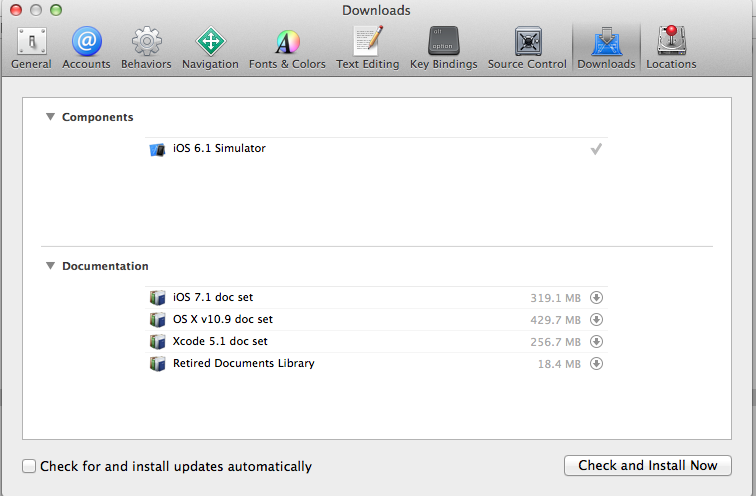 Downloads
General Accounts Behaviors Navigation Fonts & Colors Text Editing Key Bindings Source Control Downloads Locations
Components
iOS 6.1 Simulator
Documentation
iOS 7.1 doc set 319.1 MB
OS X v10.9 doc set 429.7 MB
Xcode 5.1 doc set 256.7 MB
Retired Documents Library 18.4 MB
Check for and install updates automatically Check and Install Now